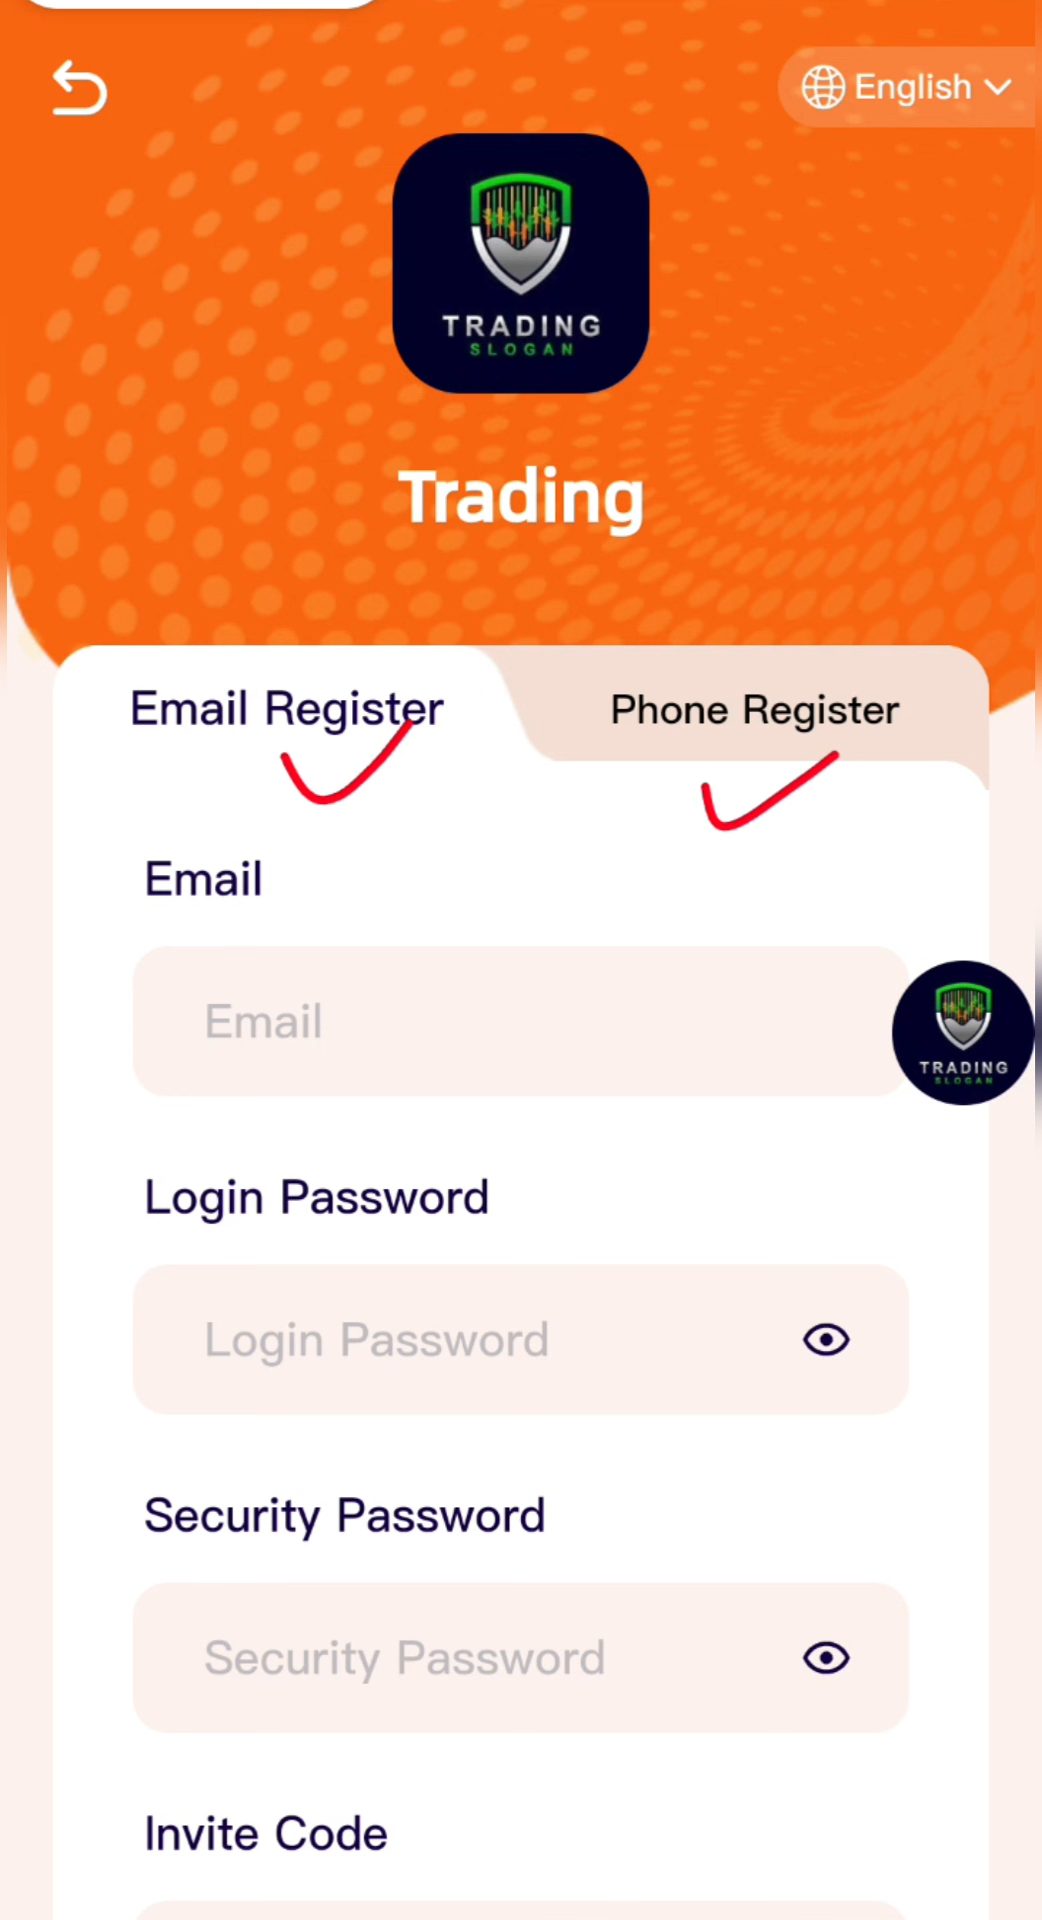 English
TRADING
SLOGAN
Trading
Email Register
Phone Register
Email
Email
TRADING
SLOGAN
Login Password
Login Password
Security Password
Security Password
Invite Code